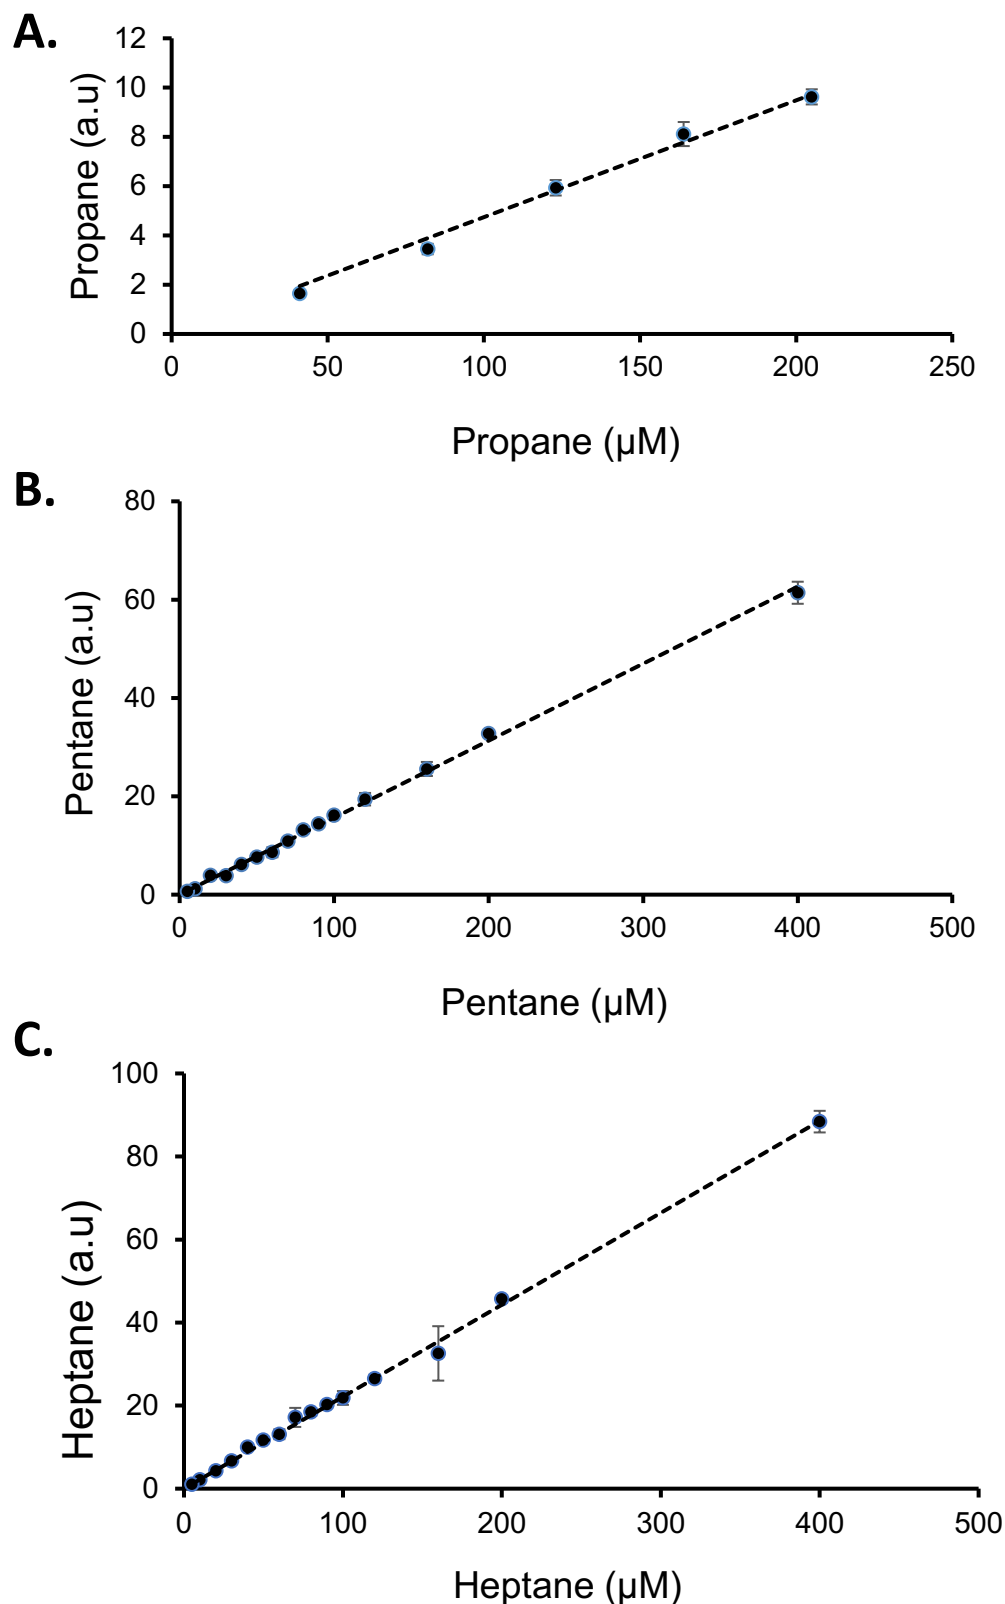 A.
Propane (a.u)
12
10
8
6
4
2
0
0 50 100 150 200 250
Propane (µM)
B.
Pentane (a.u)
80
60
40
20
0
0 100 200 300 400 500
Pentane (µM)
C.
Heptane (a.u)
100
80
60
40
20
0
0 100 200 300 400 500
Heptane (µM)